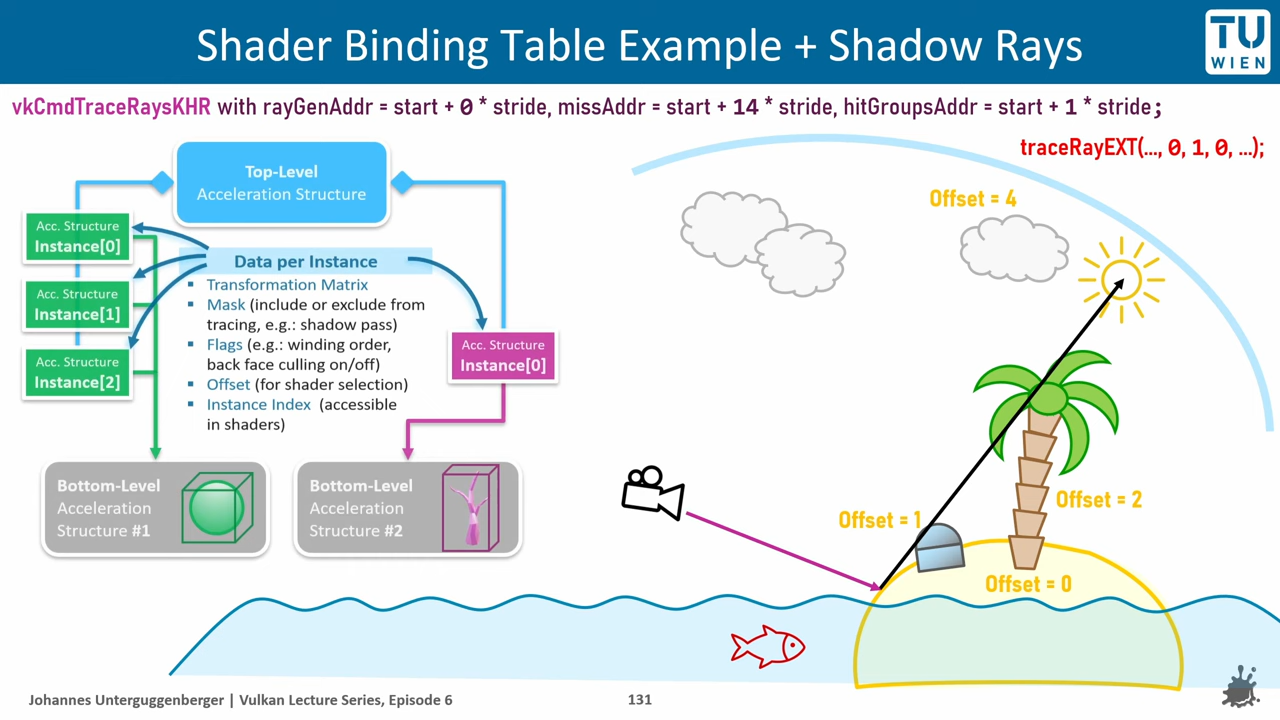 Shader Binding Table Example + Shadow Rays
TU
WIEN
vkCmdTraceRaysKHR with rayGenAddr = start + 0 * stride, missAddr = start + 14 * stride, hitGroupsAddr = start + 1 * stride;
traceRayEXT(..., 0, 1, 0, ...);
Top-Level
Acceleration Structure
Acc. Structure
Instance[0]
Acc. Structure
Instance[1]
Acc. Structure
Instance[2]
Data per Instance
▪ Transformation Matrix
▪ Mask (include or exclude from
tracing, e.g.: shadow pass)
▪ Flags (e.g.: winding order,
back face culling on/off)
▪ Offset (for shader selection)
▪ Instance Index (accessible
in shaders)
Acc. Structure
Instance[0]
Bottom-Level
Acceleration
Structure #1
Bottom-Level
Acceleration
Structure #2
Offset = 4
Offset = 1
Offset = 2
Offset = 0
Johannes Unterguggenberger | Vulkan Lecture Series, Episode 6
131